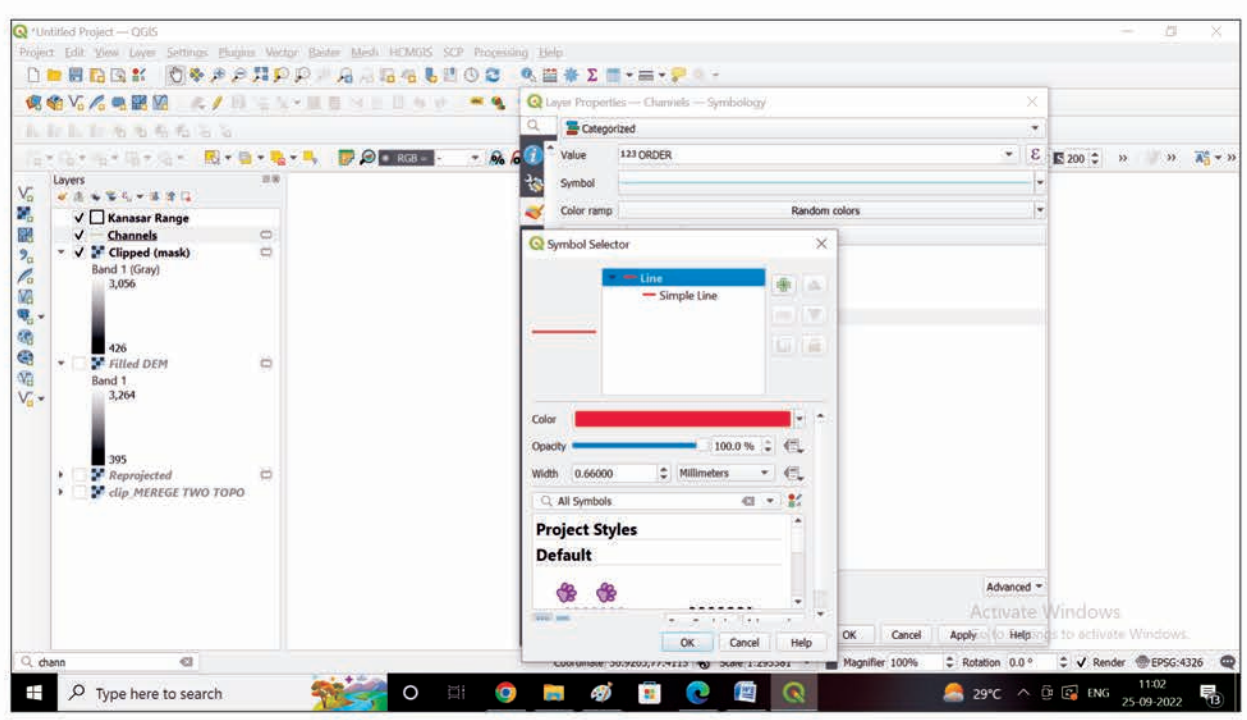 *Untitled Project — QGIS
Project Edit View Layer Settings Plugins Vector Raster Mesh HCMGIS SCP Processing Help
Layer Properties — Channels — Symbology
Categorized
RGB
Value 123 ORDER
200
Layers
Symbol
Color ramp Random colors
Kanasar Range
Channels
Clipped (mask)
Band 1 (Gray)
3,056
426
Filled DEM
Band 1
3,264
395
Reprojected
clip_MEREGE TWO TOPO
Symbol Selector
Line
Simple Line
Color
Opacity 100.0 %
Width 0.66000 Millimeters
All Symbols
Project Styles
Default
Advanced
Activate Windows
to activate Windows.
OK Cancel Help
OK Cancel Apply Help
chann
Magnifier 100% Rotation 0.0 ° Render EPSG:4326
Type here to search
29°C ENG
11:02
25-09-2022
13